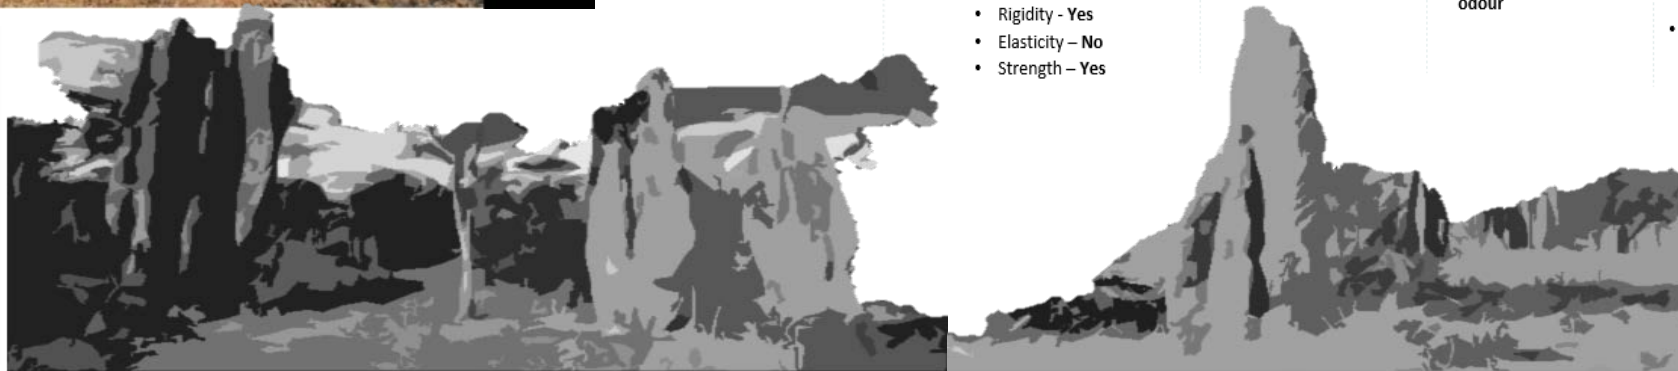 • Rigidity - Yes
• Elasticity – No
• Strength – Yes
odour
•